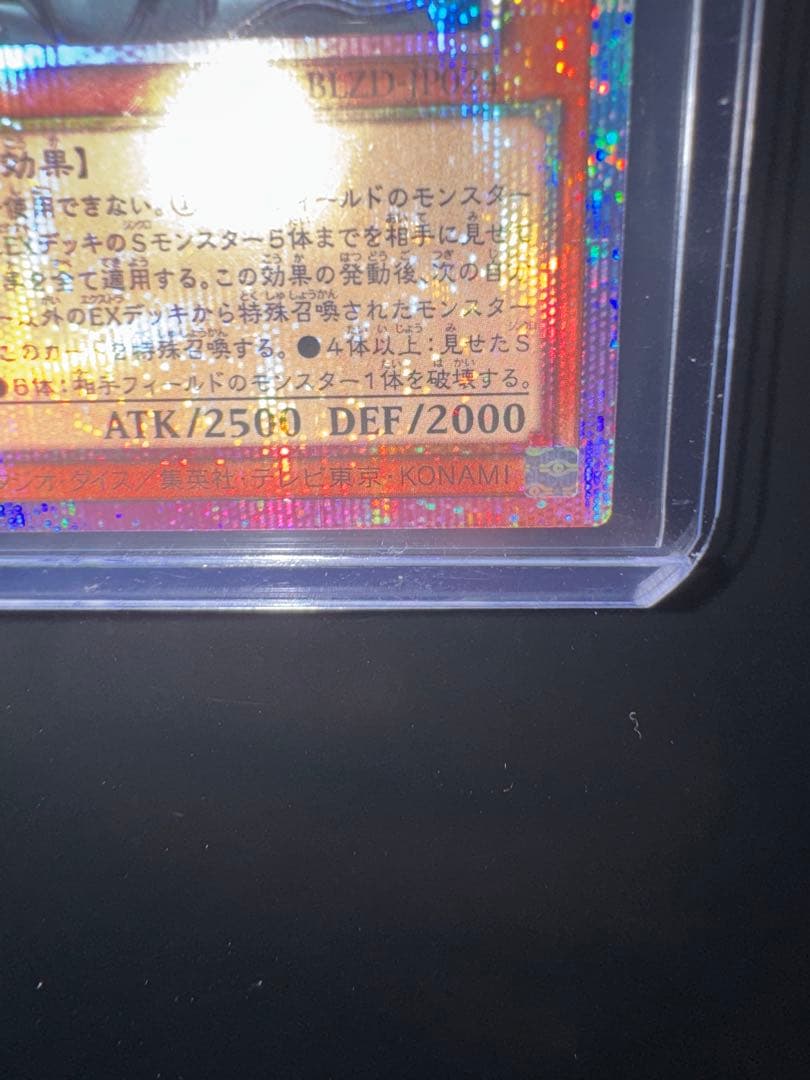 BLZD-JP02
効果】
使用できない。① ィールドのモンスター
EXデッキのSモンスター5体までを相手に見せて
を全て適用する。この効果の発動後、次の自分
ー以外のEXデッキから特殊召喚されたモンスター
このカードを特殊召喚する。●4体以上:見せたS
●6体:相手フィールドのモンスター1体を破壊する。
ATK/2500 DEF/2000
ジオ・ダイス/集英社・テレビ東京・KONAMI